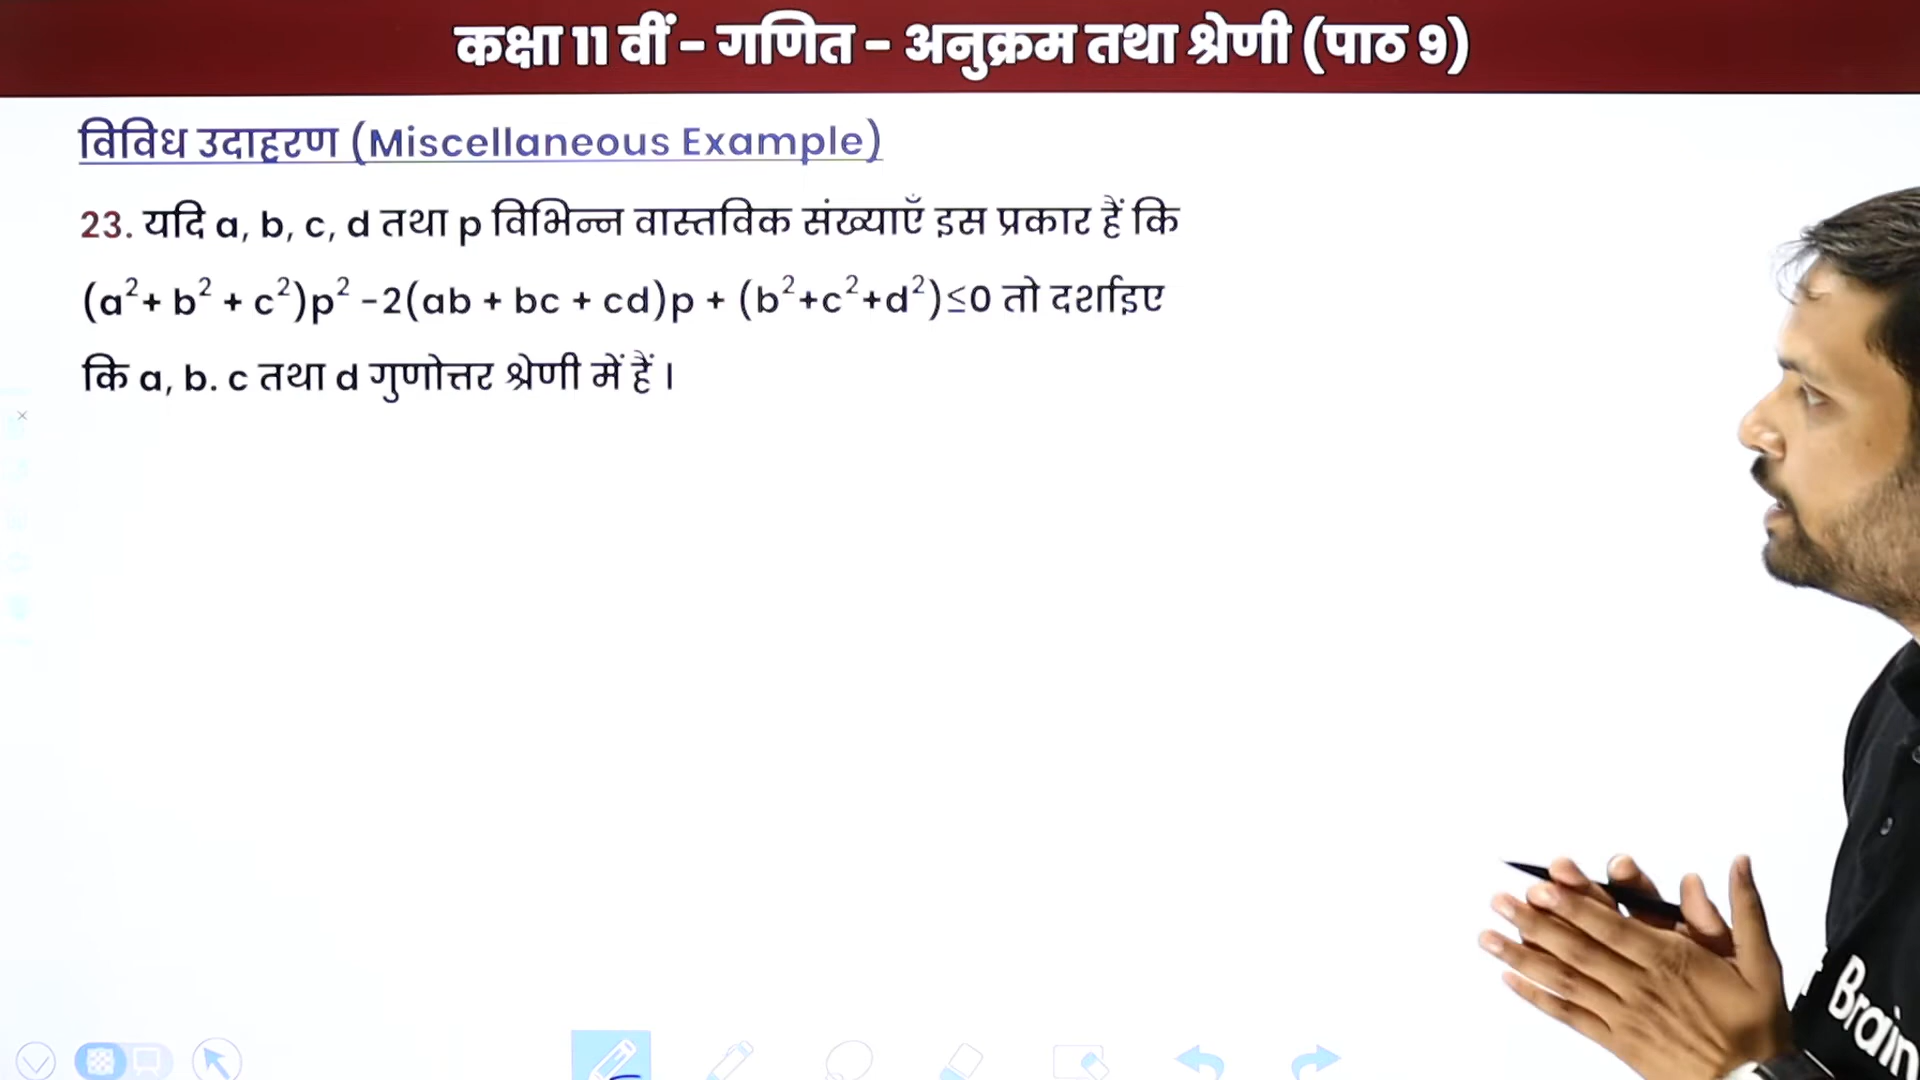 कक्षा 11 वीं – गणित – अनुक्रम तथा श्रेणी (पाठ 9)
विविध उदाहरण (Miscellaneous Example)
23. यदि a, b, c, d तथा p विभिन्न वास्तविक संख्याएँ इस प्रकार हैं कि
(a²+ b² + c²)p² -2(ab + bc + cd)p + (b²+c²+d²)≤0 तो दर्शाइए
कि a, b. c तथा d गुणोत्तर श्रेणी में हैं ।
Brain